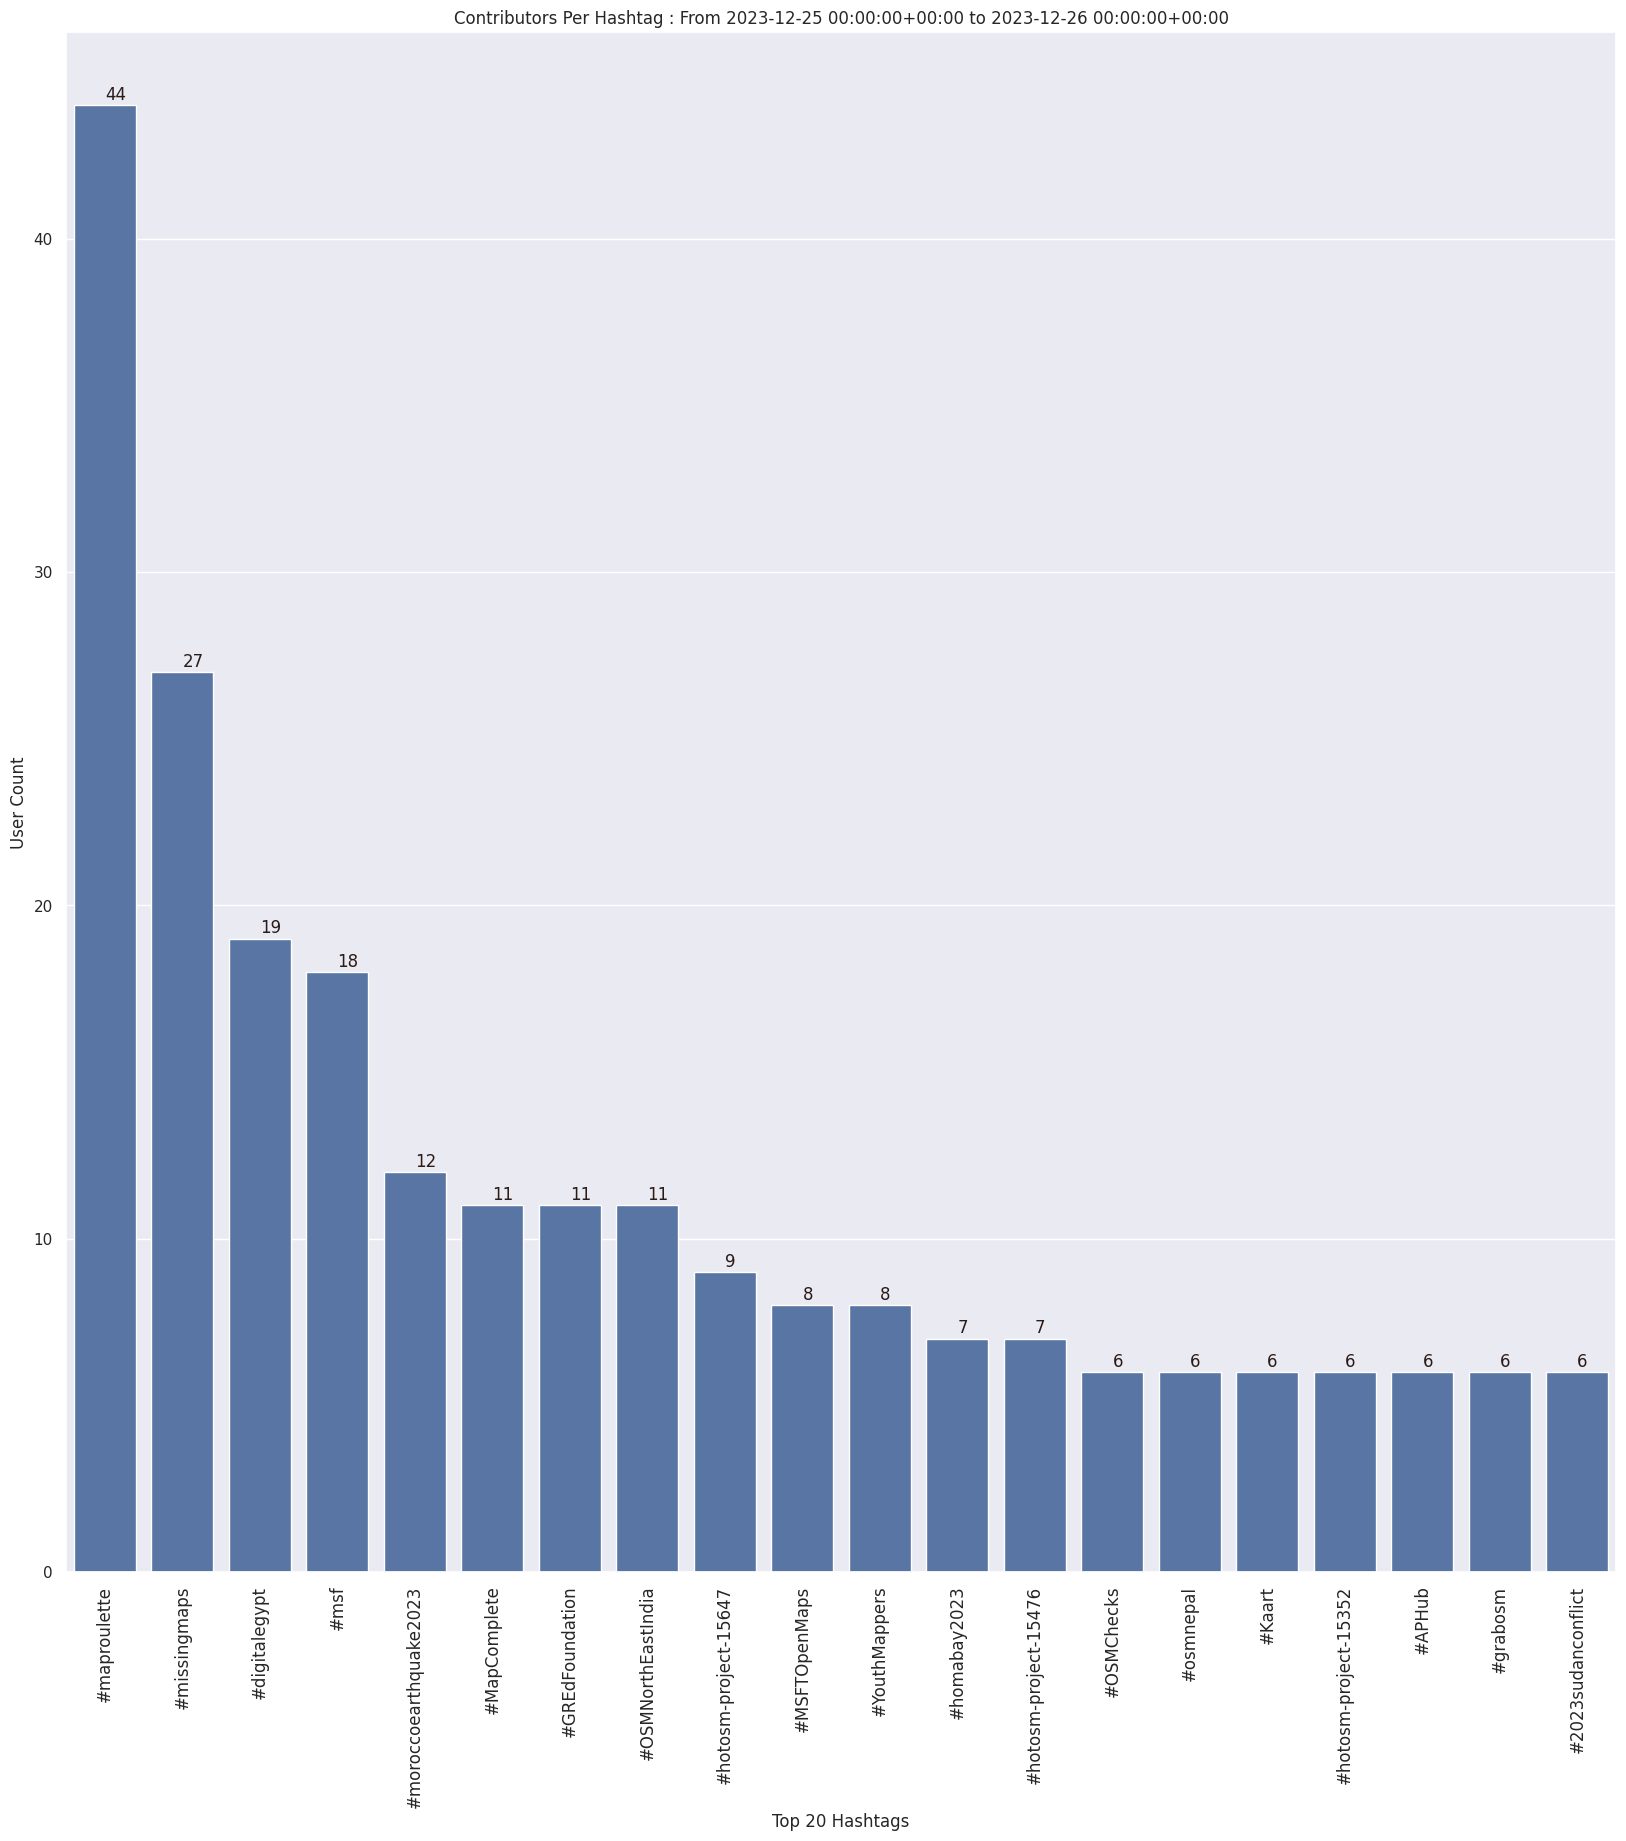 Contributors Per Hashtag : From 2023-12-25 00:00:00+00:00 to 2023-12-26 00:00:00+00:00
User Count
40
30
20
10
0
44
27
19
18
12
11
11
11
9
8
8
7
7
6
6
6
6
6
6
6
#maproulette
#missingmaps
#digitalegypt
#msf
#moroccoearthquake2023
#MapComplete
#GREdFoundation
#OSMNorthEastIndia
#hotosm-project-15647
#MSFTOpenMaps
#YouthMappers
#homabay2023
#hotosm-project-15476
#OSMChecks
#osmnepal
#Kaart
#hotosm-project-15352
#APHub
#grabosm
#2023sudanconflict
Top 20 Hashtags